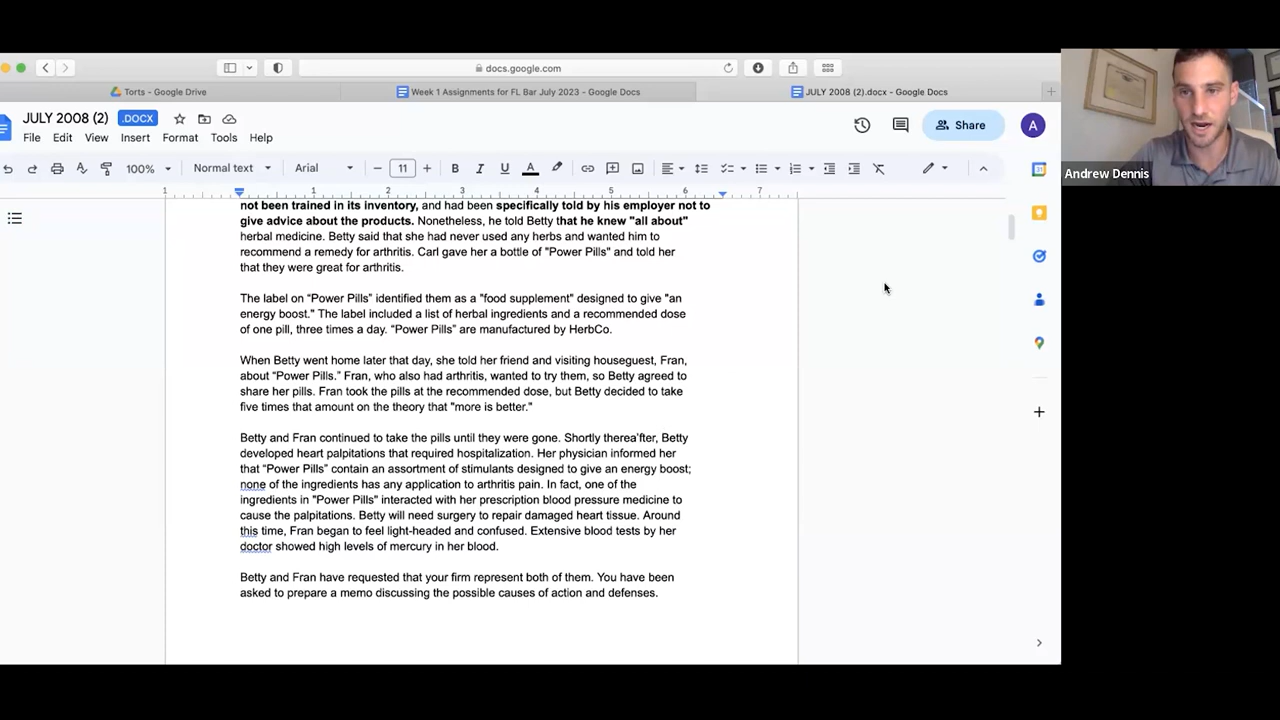 docs.google.com
Torts - Google Drive
Week 1 Assignments for FL Bar July 2023 - Google Docs
JULY 2008 (2).docx - Google Docs
JULY 2008 (2) .DOCX
File Edit View Insert Format Tools Help
Share
A
100% Normal text Arial 11 B I U A
1 1 2 3 4 5 6 7
not been trained in its inventory, and had been specifically told by his employer not to
give advice about the products. Nonetheless, he told Betty that he knew "all about"
herbal medicine. Betty said that she had never used any herbs and wanted him to
recommend a remedy for arthritis. Carl gave her a bottle of "Power Pills" and told her
that they were great for arthritis.
The label on “Power Pills” identified them as a "food supplement" designed to give "an
energy boost." The label included a list of herbal ingredients and a recommended dose
of one pill, three times a day. “Power Pills” are manufactured by HerbCo.
When Betty went home later that day, she told her friend and visiting houseguest, Fran,
about “Power Pills.” Fran, who also had arthritis, wanted to try them, so Betty agreed to
share her pills. Fran took the pills at the recommended dose, but Betty decided to take
five times that amount on the theory that "more is better."
Betty and Fran continued to take the pills until they were gone. Shortly therea'fter, Betty
developed heart palpitations that required hospitalization. Her physician informed her
that “Power Pills” contain an assortment of stimulants designed to give an energy boost;
none of the ingredients has any application to arthritis pain. In fact, one of the
ingredients in "Power Pills" interacted with her prescription blood pressure medicine to
cause the palpitations. Betty will need surgery to repair damaged heart tissue. Around
this time, Fran began to feel light-headed and confused. Extensive blood tests by her
doctor showed high levels of mercury in her blood.
Betty and Fran have requested that your firm represent both of them. You have been
asked to prepare a memo discussing the possible causes of action and defenses.
Andrew Dennis